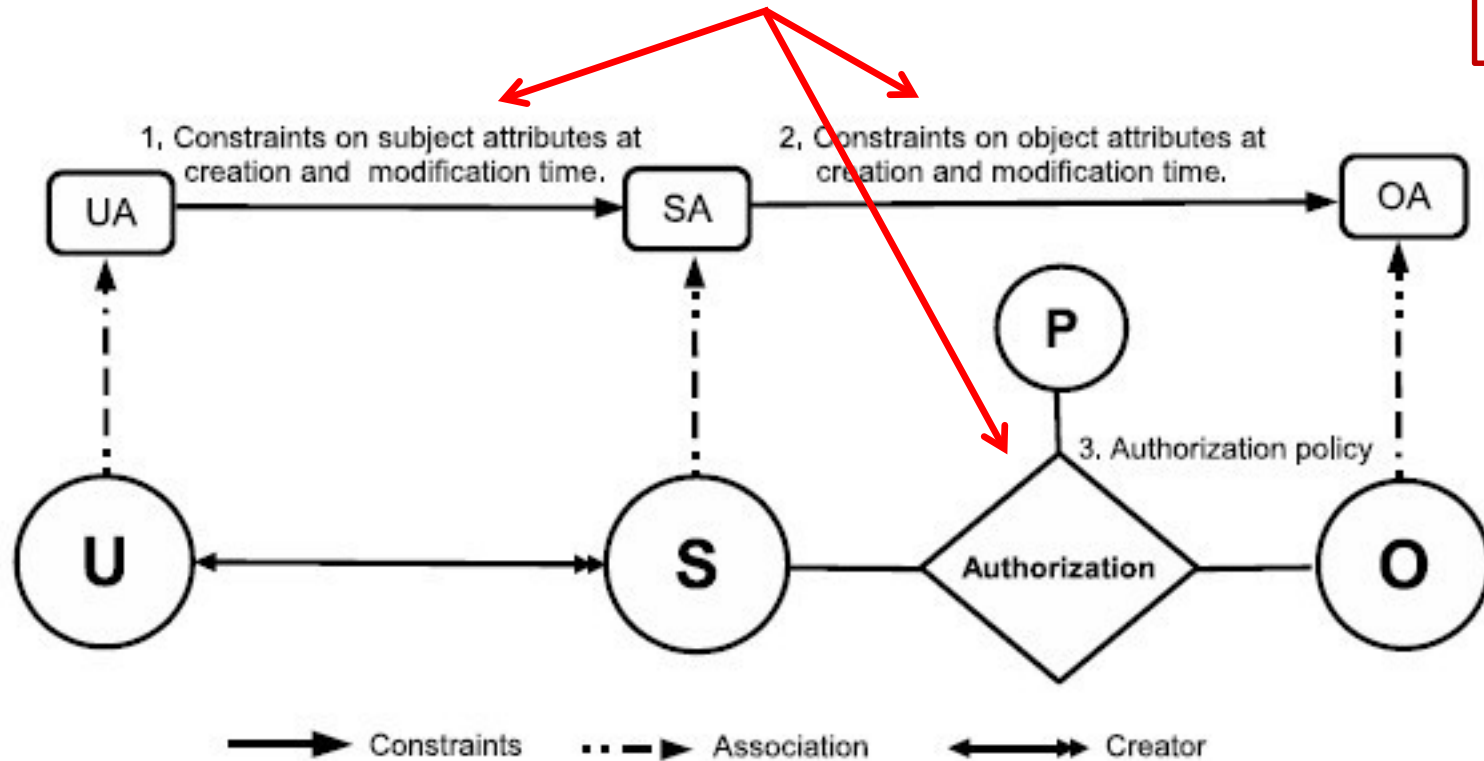 1, Constraints on subject attributes at
creation and modification time.
2, Constraints on object attributes at
creation and modification time.
UA
SA
OA
P
3. Authorization policy
U
S
Authorization
O
Constraints
Association
Creator